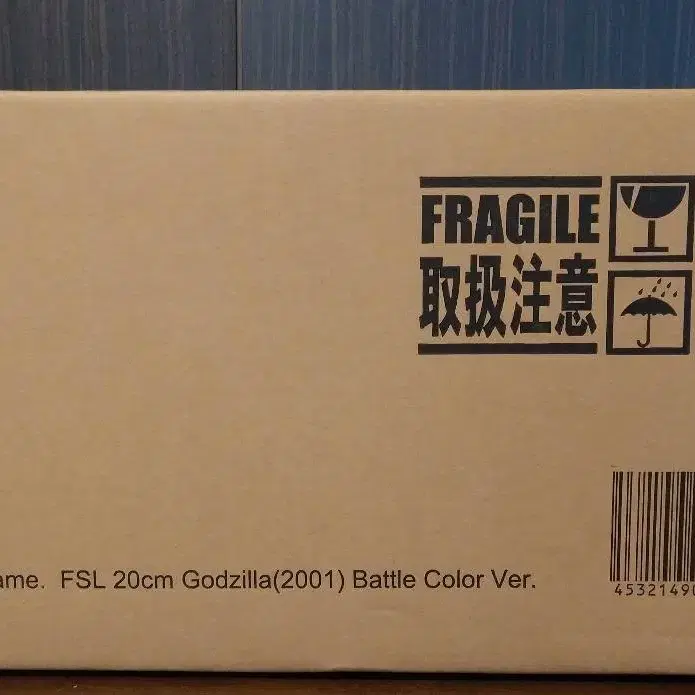 FRAGILE
取扱注意
ame. FSL 20cm Godzilla(2001) Battle Color Ver.
4532149